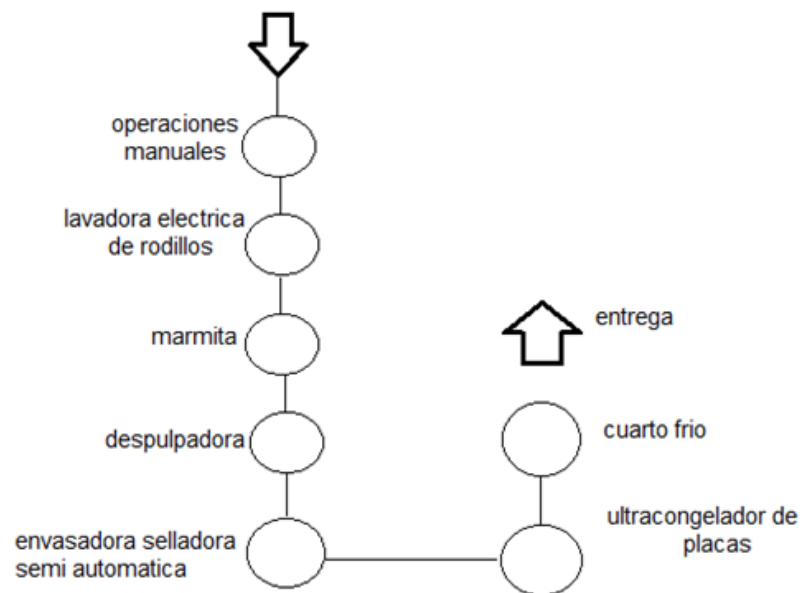 operaciones
manuales
lavadora electrica
de rodillos
marmita
despulpadora
envasadora selladora
semi automatica
entrega
cuarto frio
ultracongelador de
placas